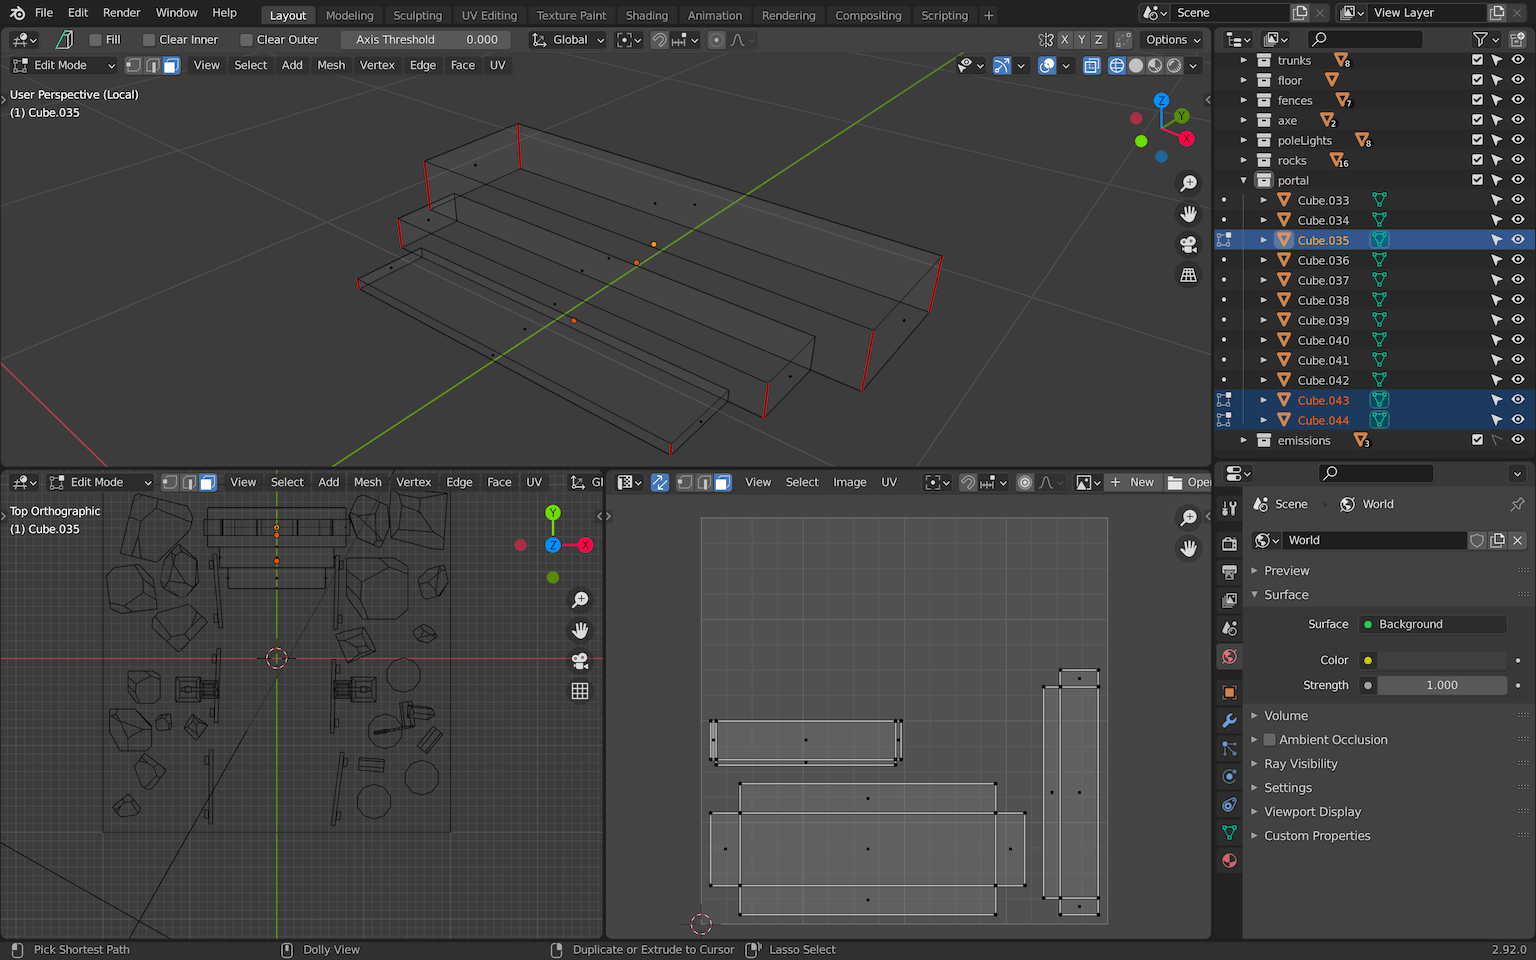 File Edit Render Window Help Layout Modeling Sculpting UV Editing Texture Paint Shading Animation Rendering Compositing Scripting + Scene View Layer
Fill Clear Inner Clear Outer Axis Threshold 0.000 Global X Y Z Options
Edit Mode View Select Add Mesh Vertex Edge Face UV
User Perspective (Local)
(1) Cube.035
Z
Y
X
trunks 8
floor
fences 7
axe 2
poleLights 8
rocks 16
portal
Cube.033
Cube.034
Cube.035
Cube.036
Cube.037
Cube.038
Cube.039
Cube.040
Cube.041
Cube.042
Cube.043
Cube.044
emissions 3
Edit Mode View Select Add Mesh Vertex Edge Face UV Gl
Top Orthographic
(1) Cube.035
Y
Z
X
View Select Image UV + New Ope
Scene World
World
Preview
Surface
Surface Background
Color
Strength 1.000
Volume
Ambient Occlusion
Ray Visibility
Settings
Viewport Display
Custom Properties
Pick Shortest Path Dolly View Duplicate or Extrude to Cursor Lasso Select 2.92.0